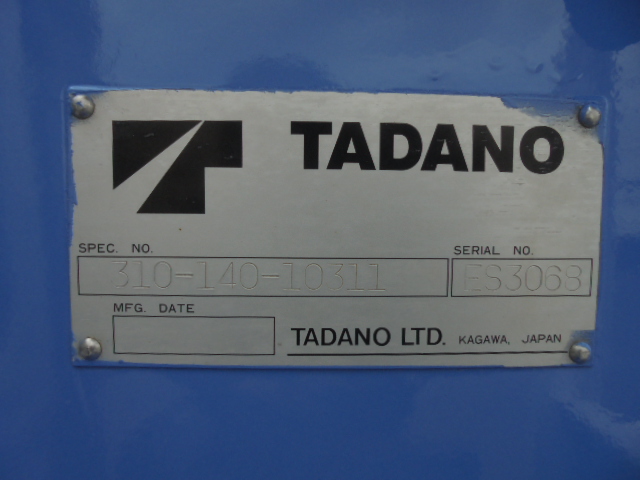 TADANO
SPEC. NO. SERIAL NO.
310-140-10311 ES3068
MFG. DATE
TADANO LTD. KAGAWA, JAPAN